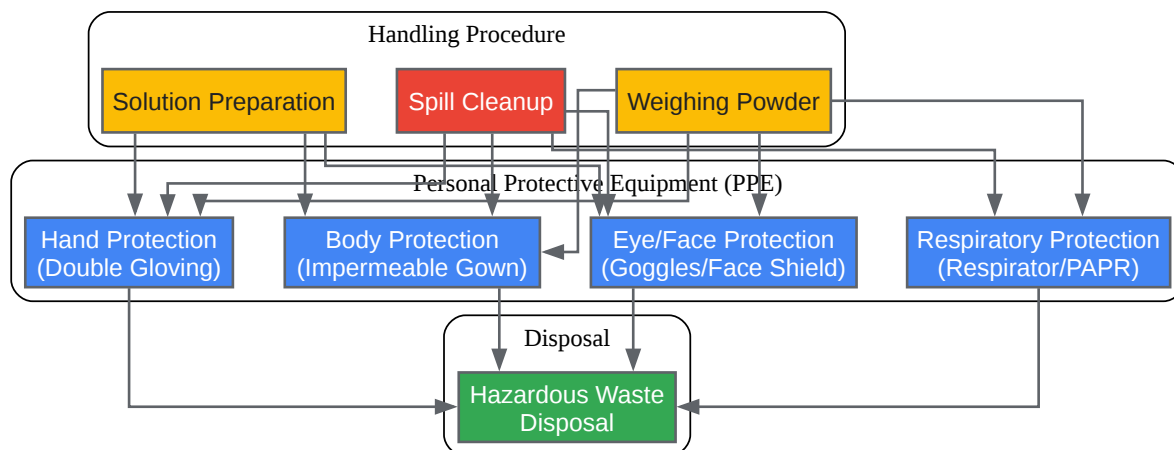 Handling Procedure
Solution Preparation
Spill Cleanup
Weighing Powder
Personal Protective Equipment (PPE)
Hand Protection
(Double Gloving)
Body Protection
(Impermeable Gown)
Eye/Face Protection
(Goggles/Face Shield)
Respiratory Protection
(Respirator/PAPR)
Disposal
Hazardous Waste
Disposal